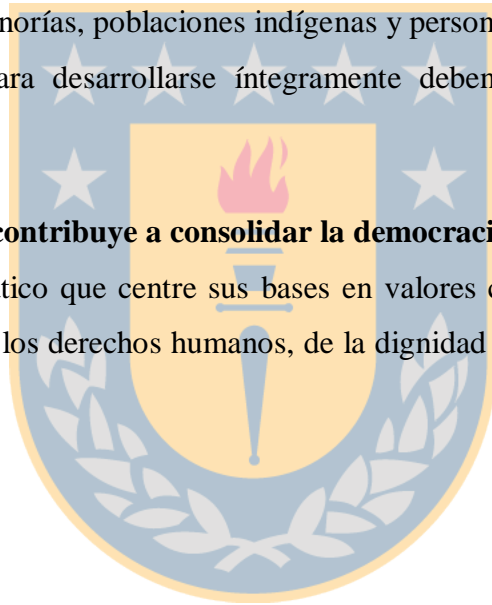 norías, poblaciones indígenas y person
ara desarrollarse íntegramente deben
contribuye a consolidar la democraci
tico que centre sus bases en valores
los derechos humanos, de la dignidad